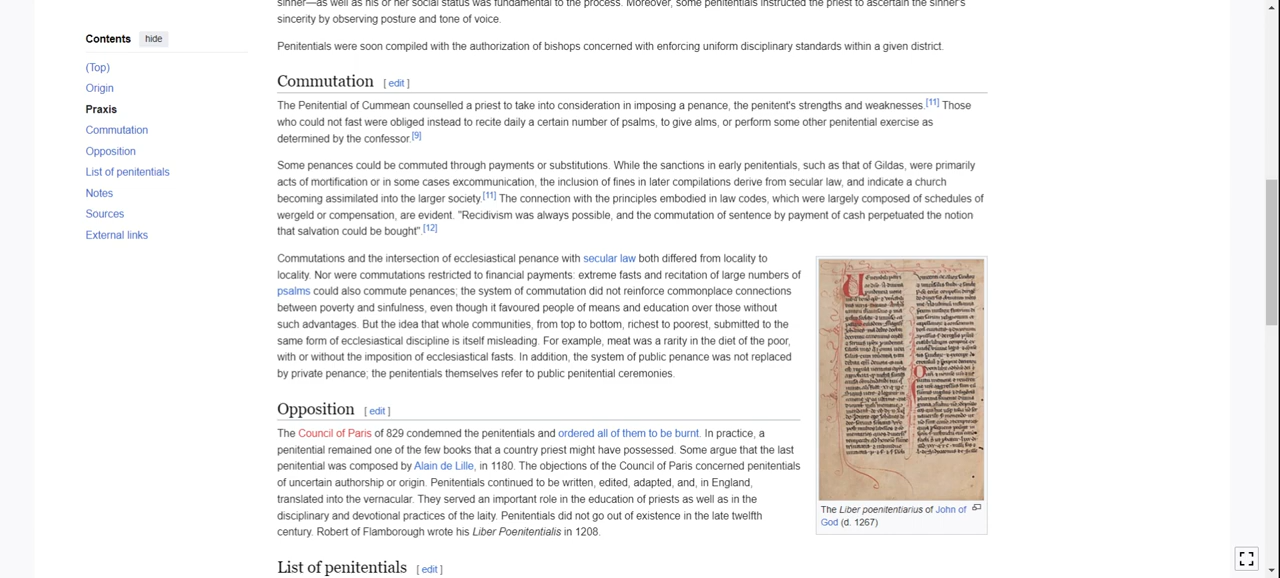 sinner—as well as his or her social status was fundamental to the process. Moreover, some penitentials instructed the priest to ascertain the sinner's
sincerity by observing posture and tone of voice.
Contents hide
(Top)
Origin
Praxis
Commutation
Opposition
List of penitentials
Notes
Sources
External links
Penitentials were soon compiled with the authorization of bishops concerned with enforcing uniform disciplinary standards within a given district.
Commutation [ edit ]
The Penitential of Cummean counselled a priest to take into consideration in imposing a penance, the penitent's strengths and weaknesses.[11] Those
who could not fast were obliged instead to recite daily a certain number of psalms, to give alms, or perform some other penitential exercise as
determined by the confessor.[9]
Some penances could be commuted through payments or substitutions. While the sanctions in early penitentials, such as that of Gildas, were primarily
acts of mortification or in some cases excommunication, the inclusion of fines in later compilations derive from secular law, and indicate a church
becoming assimilated into the larger society.[11] The connection with the principles embodied in law codes, which were largely composed of schedules of
wergeld or compensation, are evident. "Recidivism was always possible, and the commutation of sentence by payment of cash perpetuated the notion
that salvation could be bought".[12]
Commutations and the intersection of ecclesiastical penance with secular law both differed from locality to
locality. Nor were commutations restricted to financial payments: extreme fasts and recitation of large numbers of
psalms could also commute penances; the system of commutation did not reinforce commonplace connections
between poverty and sinfulness, even though it favoured people of means and education over those without
such advantages. But the idea that whole communities, from top to bottom, richest to poorest, submitted to the
same form of ecclesiastical discipline is itself misleading. For example, meat was a rarity in the diet of the poor,
with or without the imposition of ecclesiastical fasts. In addition, the system of public penance was not replaced
by private penance; the penitentials themselves refer to public penitential ceremonies.
Opposition [ edit ]
The Council of Paris of 829 condemned the penitentials and ordered all of them to be burnt. In practice, a
penitential remained one of the few books that a country priest might have possessed. Some argue that the last
penitential was composed by Alain de Lille, in 1180. The objections of the Council of Paris concerned penitentials
of uncertain authorship or origin. Penitentials continued to be written, edited, adapted, and, in England,
translated into the vernacular. They served an important role in the education of priests as well as in the
disciplinary and devotional practices of the laity. Penitentials did not go out of existence in the late twelfth
century. Robert of Flamborough wrote his Liber Poenitentialis in 1208.
The Liber poenitentiarius of John of
God (d. 1267)
List of penitentials [ edit ]